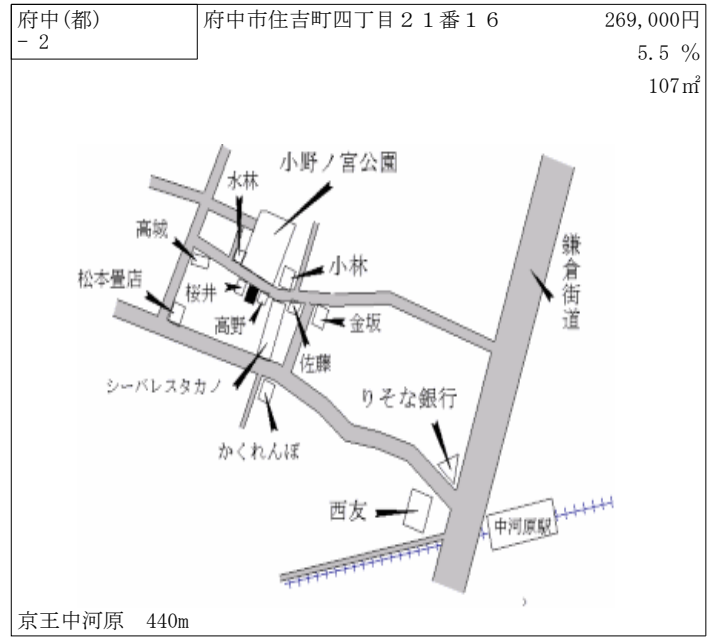 府中(都)
- 2
府中市住吉町四丁目２１番１６
269,000円
5.5 %
107㎡
小野ノ宮公園
水林
高城
小林
松本畳店
桜井
高野
金坂
佐藤
シーバレスタカノ
かくれんぼ
りそな銀行
西友
中河原駅
鎌倉街道
京王中河原 440m